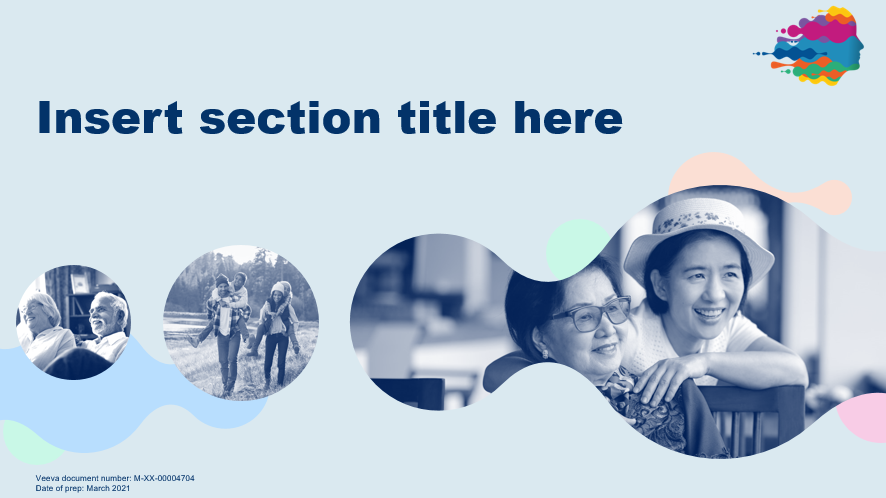 Insert section title here
Veeva document number: M-XX-00004704
Date of prep: March 2021